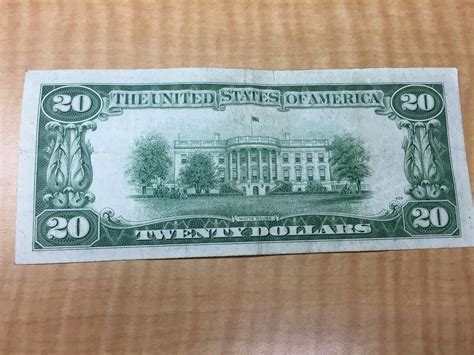 20 THE UNITED STATES OF AMERICA 20
WHITE HOUSE
20 TWENTY DOLLARS 20